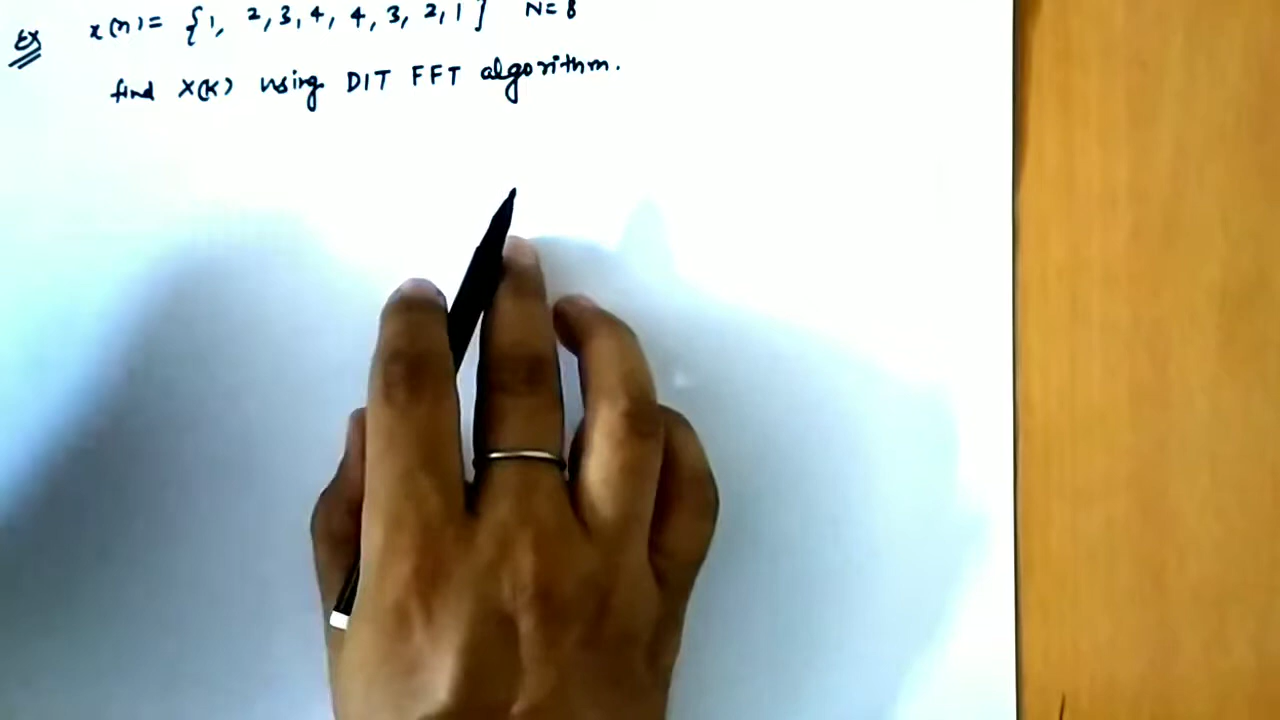 Ex x(n) = {1, 2, 3, 4, 4, 3, 2, 1} N = 8
find X(K) using DIT FFT algorithm.